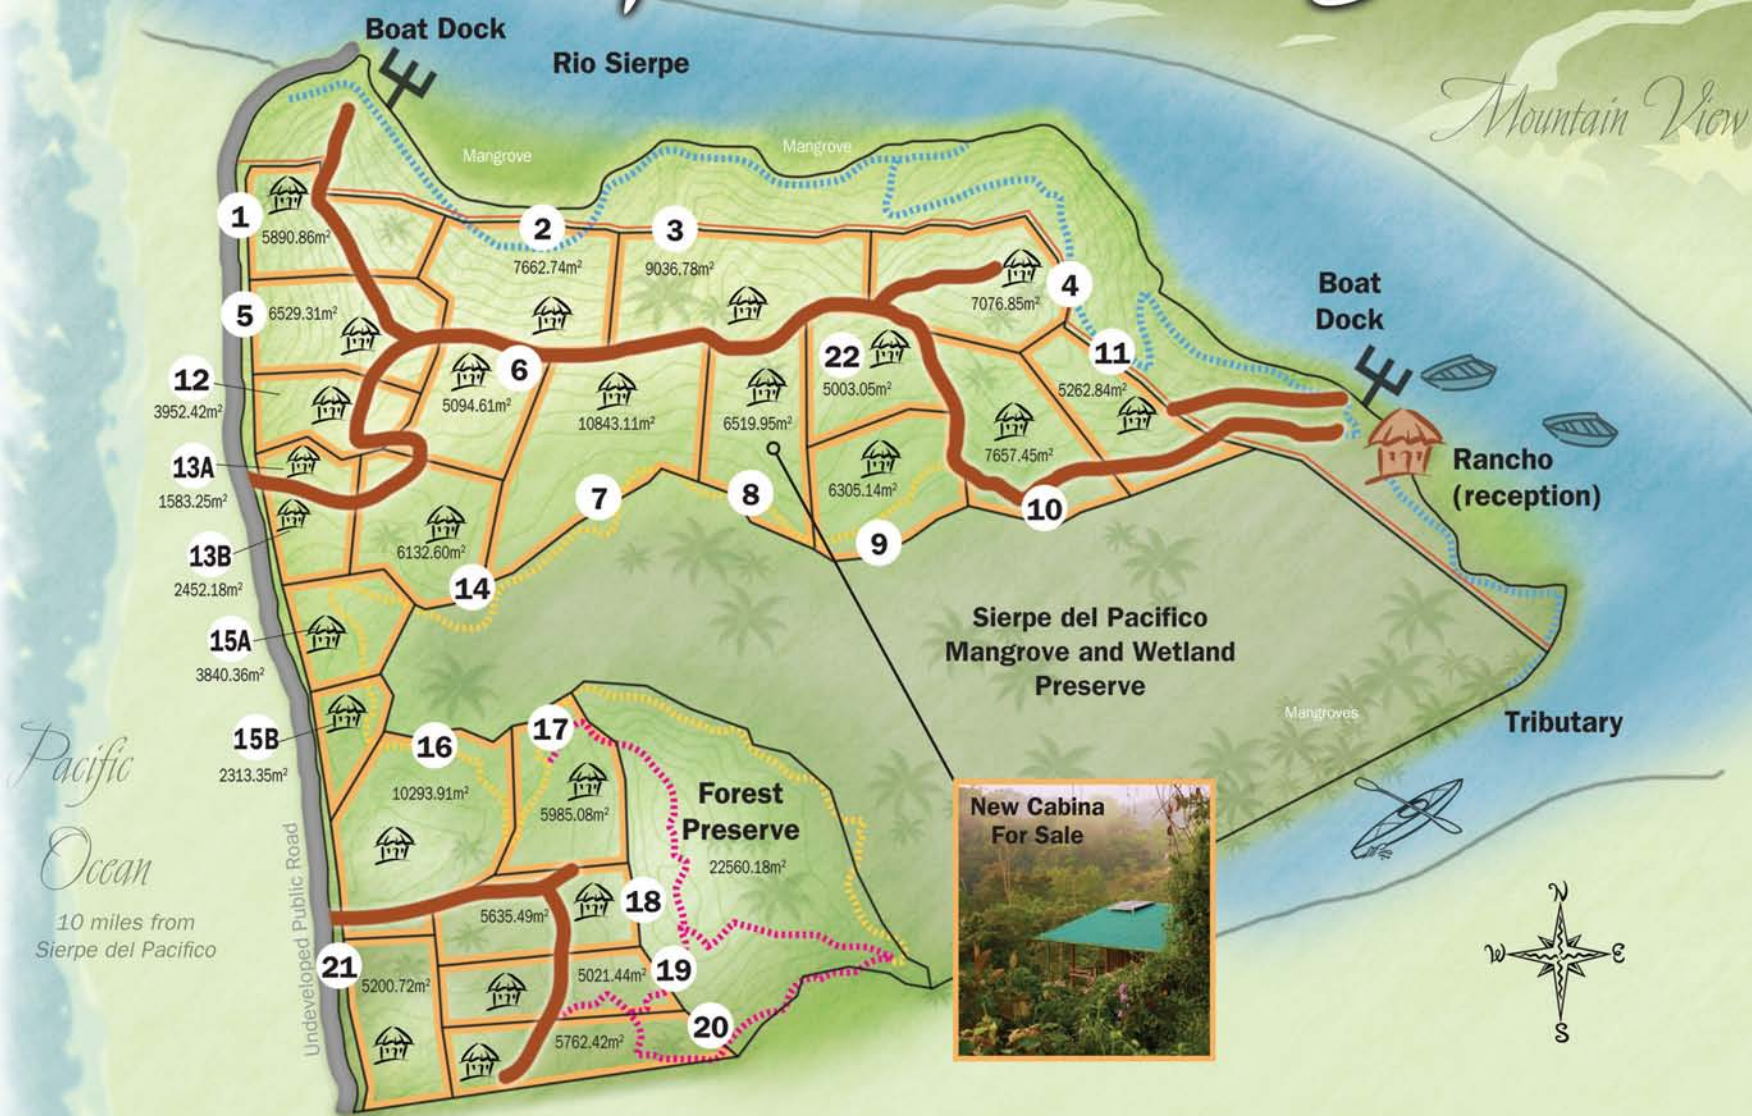 Boat Dock
Rio Sierpe
Mountain View
Mangrove
Mangrove
1
5890.86m²
2
7662.74m²
3
9036.78m²
4
7076.85m²
Boat
Dock
5
6529.31m²
6
5094.61m²
22
5003.05m²
11
5262.84m²
12
3952.42m²
10843.11m²
6519.95m²
7657.45m²
13A
1583.25m²
6305.14m²
Rancho
(reception)
7
8
9
10
13B
2452.18m²
6132.60m²
14
15A
3840.36m²
Sierpe del Pacifico
Mangrove and Wetland
Preserve
Mangroves
Tributary
15B
2313.35m²
16
10293.91m²
17
5985.08m²
Forest
Preserve
22560.18m²
Pacific
Ocean
10 miles from
Sierpe del Pacifico
Undeveloped Public Road
New Cabina
For Sale
18
5635.49m²
19
5021.44m²
20
5762.42m²
21
5200.72m²
N
W
E
S